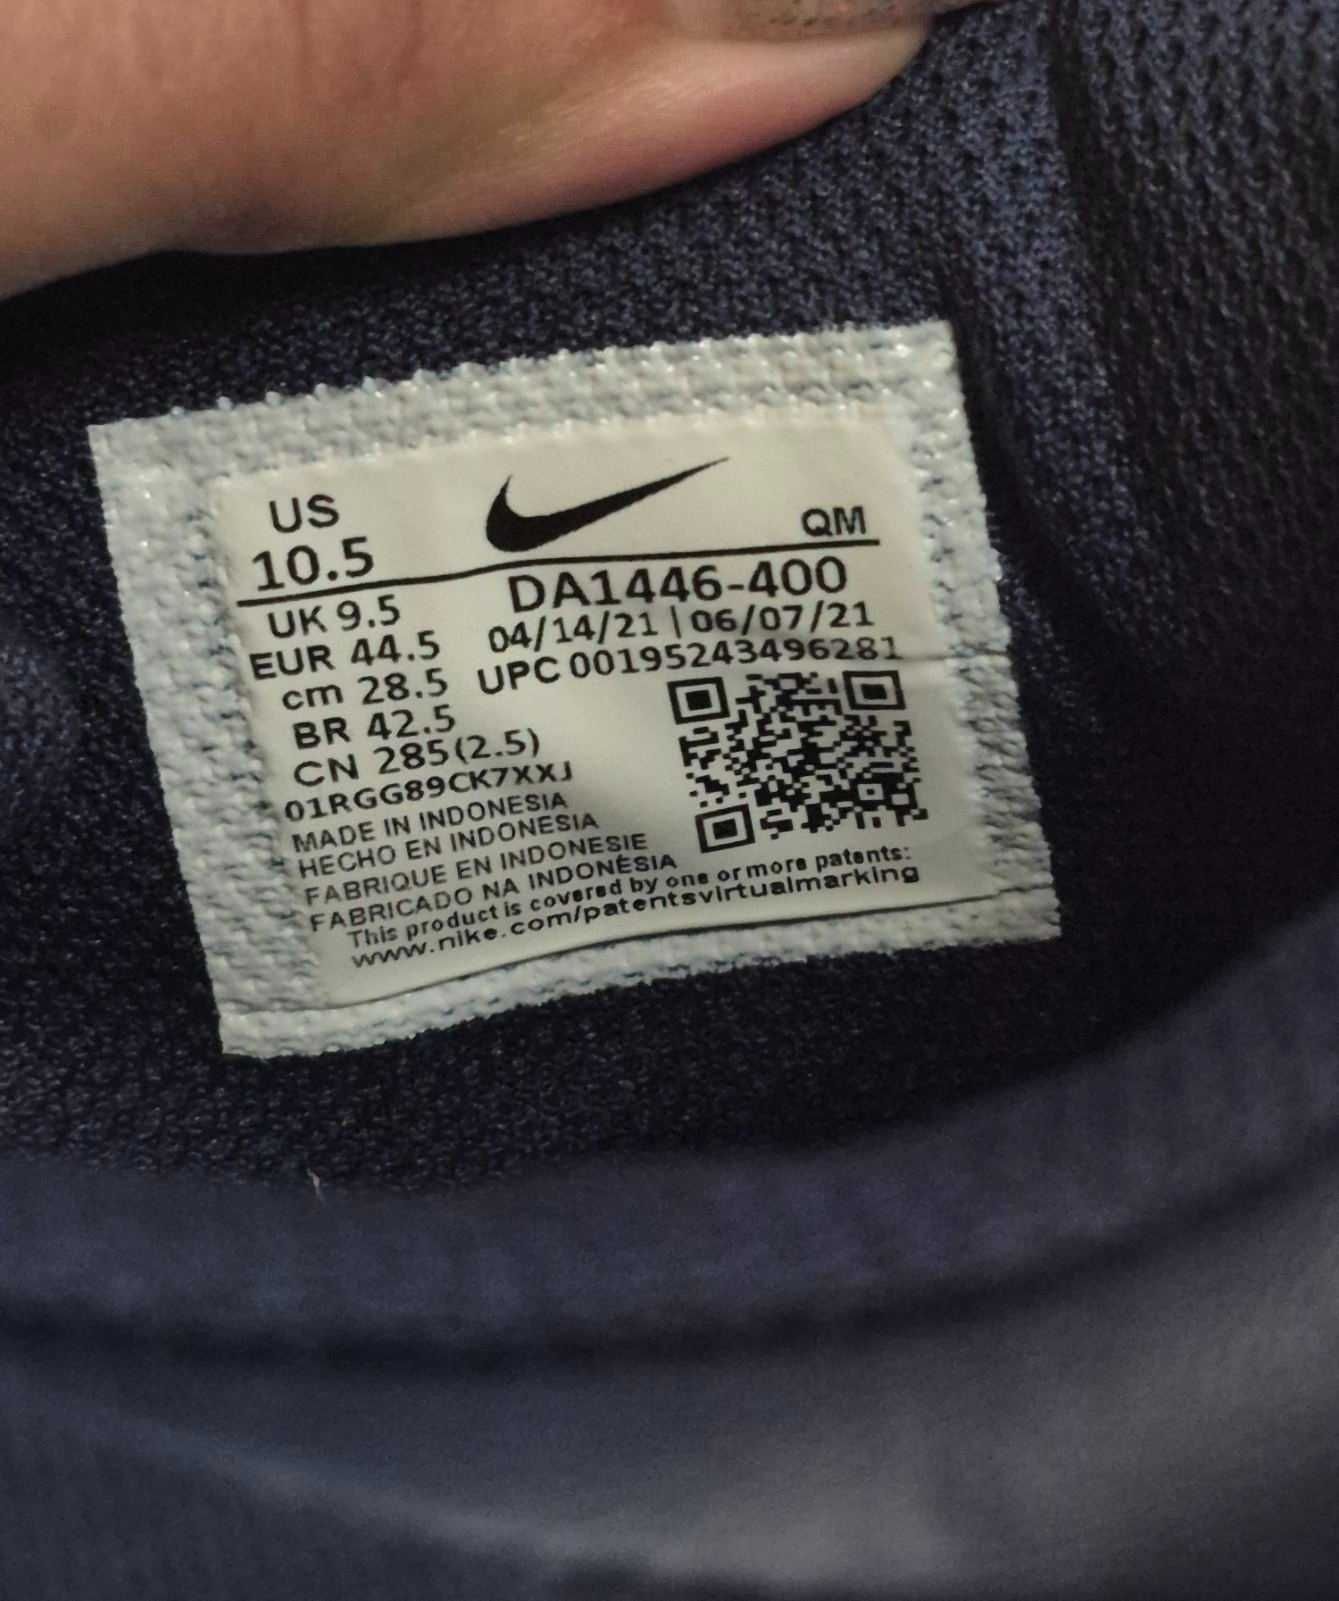 US
10.5
QM
UK 9.5
EUR 44.5
cm 28.5
BR 42.5
CN 285(2.5)
DA1446-400
04/14/21 | 06/07/21
UPC 00195243496281
01RGG89CK7XXJ
MADE IN INDONESIA
HECHO EN INDONESIA
FABRIQUE EN INDONESIE
FABRICADO NA INDONÉSIA
This product is covered by one or more patents:
www.nike.com/patentsvirtualmarking